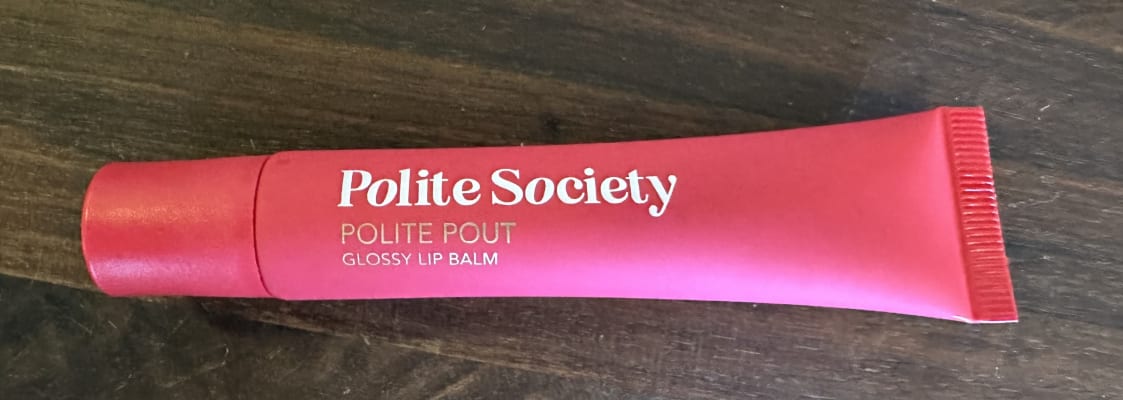 Polite Society
POLITE POUT
GLOSSY LIP BALM